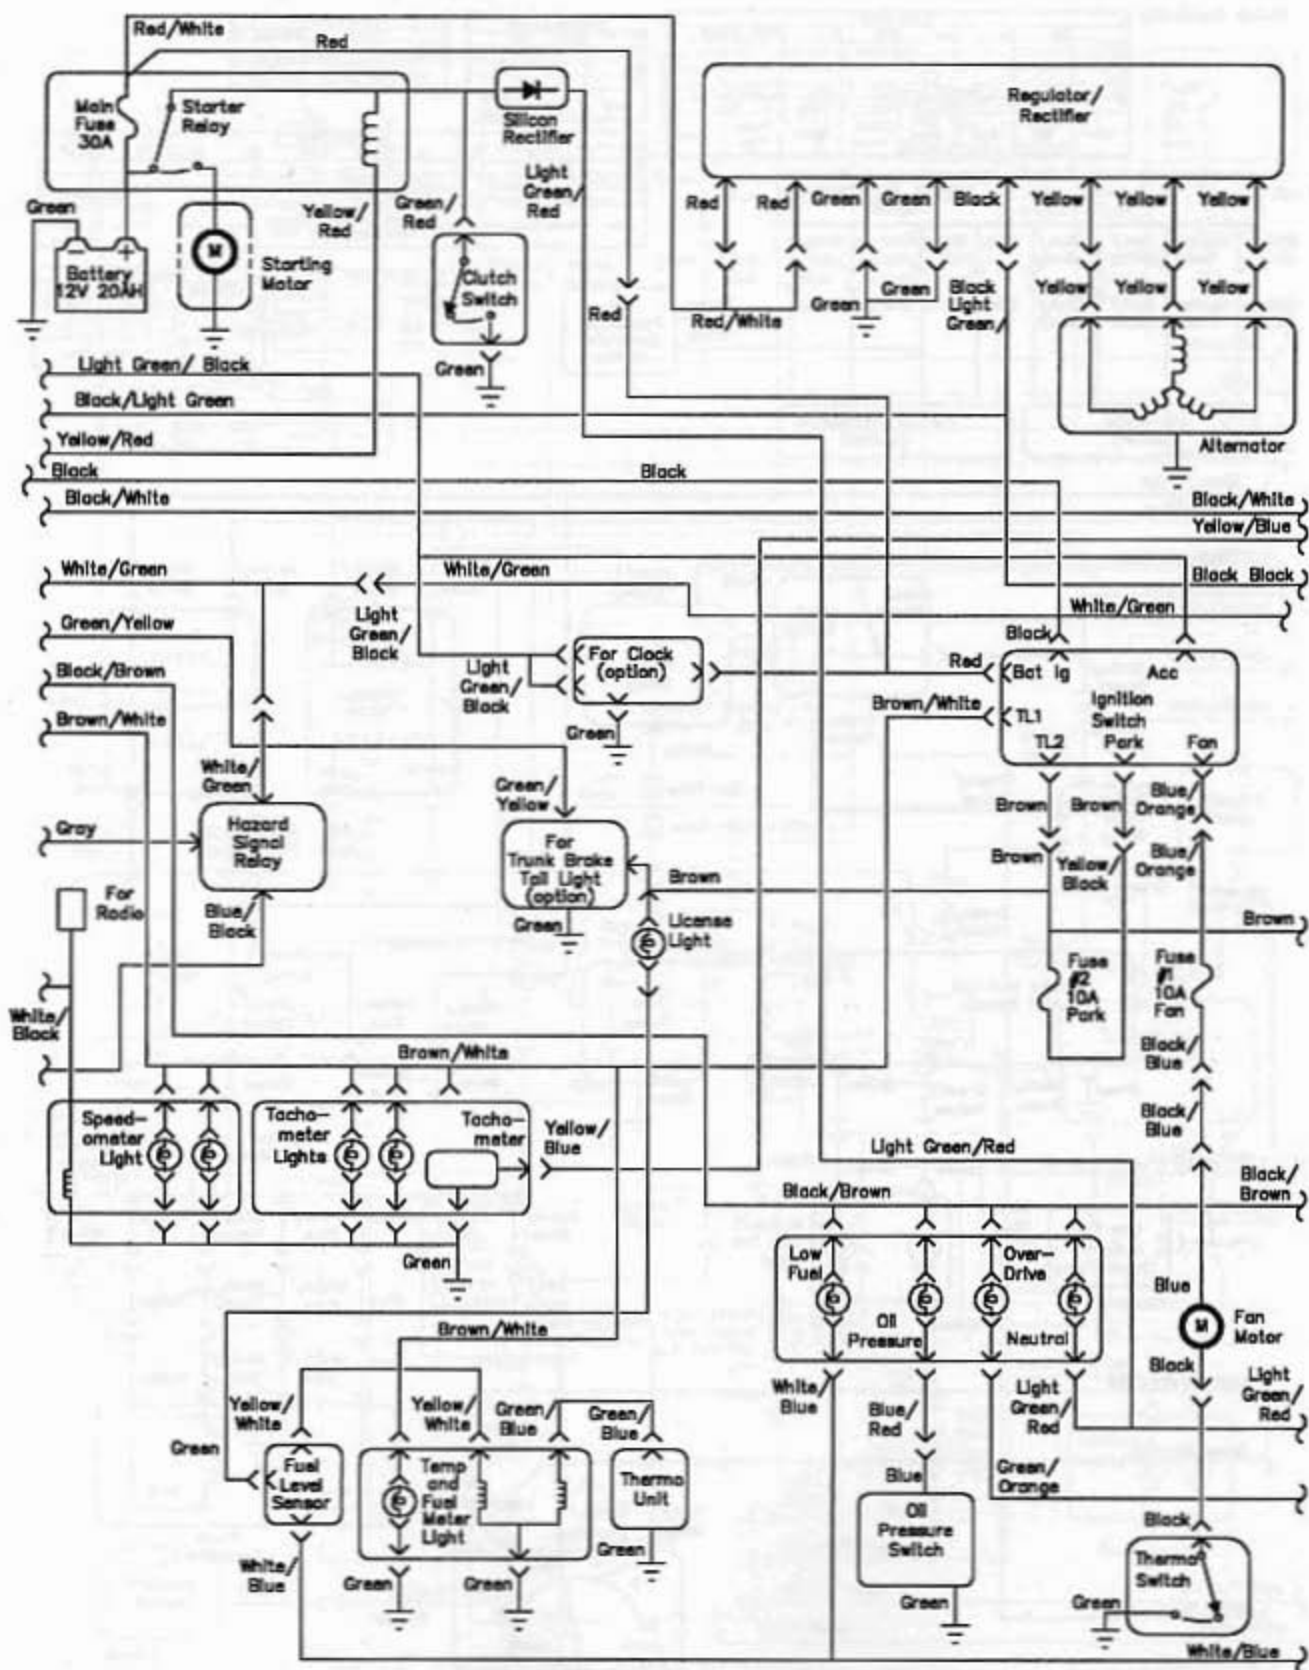 Red/White
Red
Main
Fuse
30A
Starter
Relay
Silicon
Rectifier
Regulator/
Rectifier
Green
Battery
12V 20AH
M
Starting
Motor
Yellow/
Red
Green/
Red
Light
Green/
Red
Clutch
Switch
Green
Red
Red
Red
Green
Green
Black
Yellow
Yellow
Yellow
Red/White
Green
Green
Black
Light
Green/
Yellow
Yellow
Yellow
Alternator
Light Green/ Black
Black/Light Green
Yellow/Red
Black
Black
Black/White
Black/White
Yellow/Blue
White/Green
White/Green
Black Black
White/Green
Green/Yellow
Light
Green/
Black
Black/Brown
Light
Green/
Black
For Clock
(option)
Green
Black
Red
Bat Ig
Acc
Brown/White
TL1
Ignition
Switch
TL2
Park
Fan
Brown/White
White/
Green
Green/
Yellow
Brown
Brown
Blue/
Orange
Gray
Hazard
Signal
Relay
For
Trunk Brake
Tail Light
(option)
Green
Brown
Brown
Yellow/
Black
Blue/
Orange
For
Radio
Blue/
Black
License
Light
Brown
Fuse
#2
10A
Park
Fuse
#1
10A
Fan
White/
Black
Brown/White
Black/
Blue
Black/
Blue
Speed-
ometer
Light
Tacho-
meter
Lights
Tacho-
meter
Yellow/
Blue
Light Green/Red
Black/Brown
Black/
Brown
Green
Low
Fuel
Oil
Pressure
Over-
Drive
Neutral
Blue
M
Fan
Motor
Black
Brown/White
Yellow/
White
Yellow/
White
Green/
Blue
Green/
Blue
White/
Blue
Blue/
Red
Light
Green/
Red
Light
Green/
Red
Green
Fuel
Level
Sensor
Temp
and
Fuel
Meter
Light
Thermo
Unit
Blue
Green/
Orange
Oil
Pressure
Switch
Black
Thermo
Switch
White/
Blue
Green
Green
Green
Green
Green
White/Blue